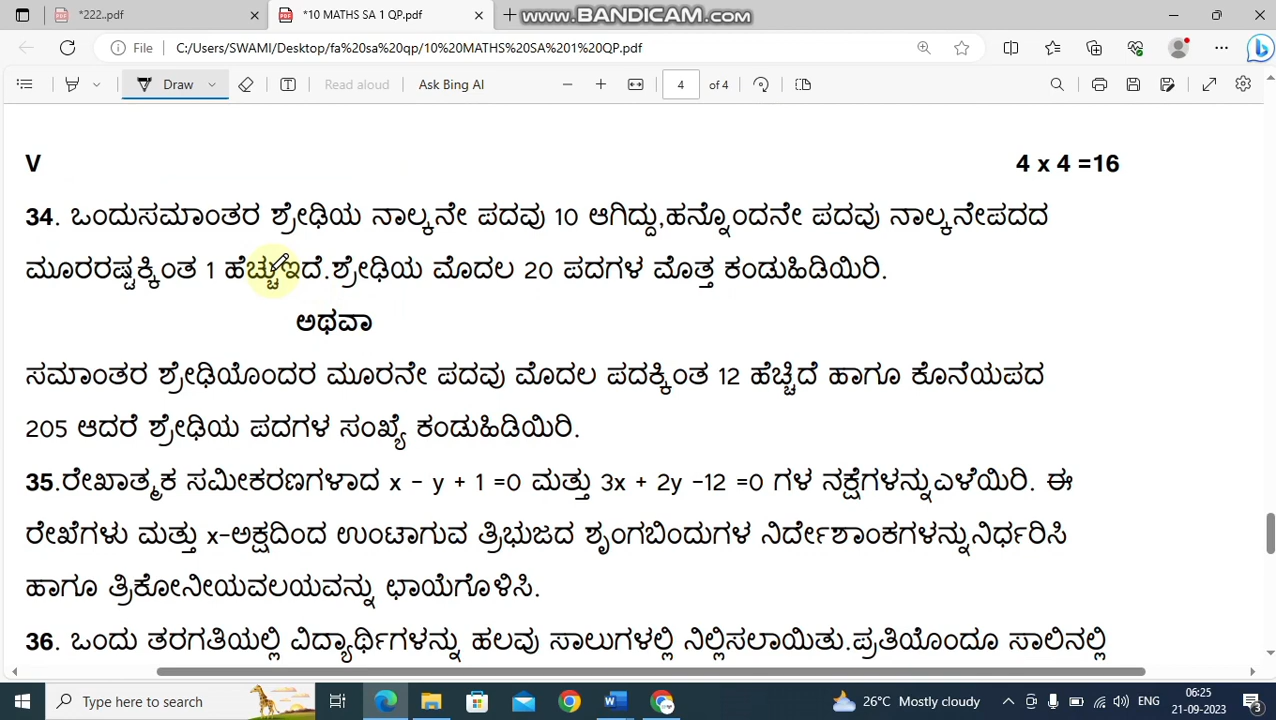 *222..pdf
*10 MATHS SA 1 QP.pdf
www.BANDICAM.com
File C:/Users/SWAMI/Desktop/fa%20sa%20qp/10%20MATHS%20SA%201%20QP.pdf
Draw Read aloud Ask Bing AI 4 of 4
V 4 x 4 =16
34. ಒಂದುಸಮಾಂತರ ಶ್ರೇಢಿಯ ನಾಲ್ಕನೇ ಪದವು 10 ಆಗಿದ್ದು,ಹನ್ನೊಂದನೇ ಪದವು ನಾಲ್ಕನೇಪದದ
ಮೂರರಷ್ಟಕ್ಕಿಂತ 1 ಹೆಚ್ಚುಇದೆ.ಶ್ರೇಢಿಯ ಮೊದಲ 20 ಪದಗಳ ಮೊತ್ತ ಕಂಡುಹಿಡಿಯಿರಿ.
ಅಥವಾ
ಸಮಾಂತರ ಶ್ರೇಢಿಯೊಂದರ ಮೂರನೇ ಪದವು ಮೊದಲ ಪದಕ್ಕಿಂತ 12 ಹೆಚ್ಚಿದೆ ಹಾಗೂ ಕೊನೆಯಪದ
205 ಆದರೆ ಶ್ರೇಢಿಯ ಪದಗಳ ಸಂಖ್ಯೆ ಕಂಡುಹಿಡಿಯಿರಿ.
35.ರೇಖಾತ್ಮಕ ಸಮೀಕರಣಗಳಾದ x - y + 1 =0 ಮತ್ತು 3x + 2y -12 =0 ಗಳ ನಕ್ಷೆಗಳನ್ನುಎಳೆಯಿರಿ. ಈ
ರೇಖೆಗಳು ಮತ್ತು x-ಅಕ್ಷದಿಂದ ಉಂಟಾಗುವ ತ್ರಿಭುಜದ ಶೃಂಗಬಿಂದುಗಳ ನಿರ್ದೇಶಾಂಕಗಳನ್ನುನಿರ್ಧರಿಸಿ
ಹಾಗೂ ತ್ರಿಕೋನೀಯವಲಯವನ್ನು ಛಾಯೆಗೊಳಿಸಿ.
36. ಒಂದು ತರಗತಿಯಲ್ಲಿ ವಿದ್ಯಾರ್ಥಿಗಳನ್ನು ಹಲವು ಸಾಲುಗಳಲ್ಲಿ ನಿಲ್ಲಿಸಲಾಯಿತು.ಪ್ರತಿಯೊಂದೂ ಸಾಲಿನಲ್ಲಿ
Type here to search 26°C Mostly cloudy ENG 06:25
21-09-2023 3